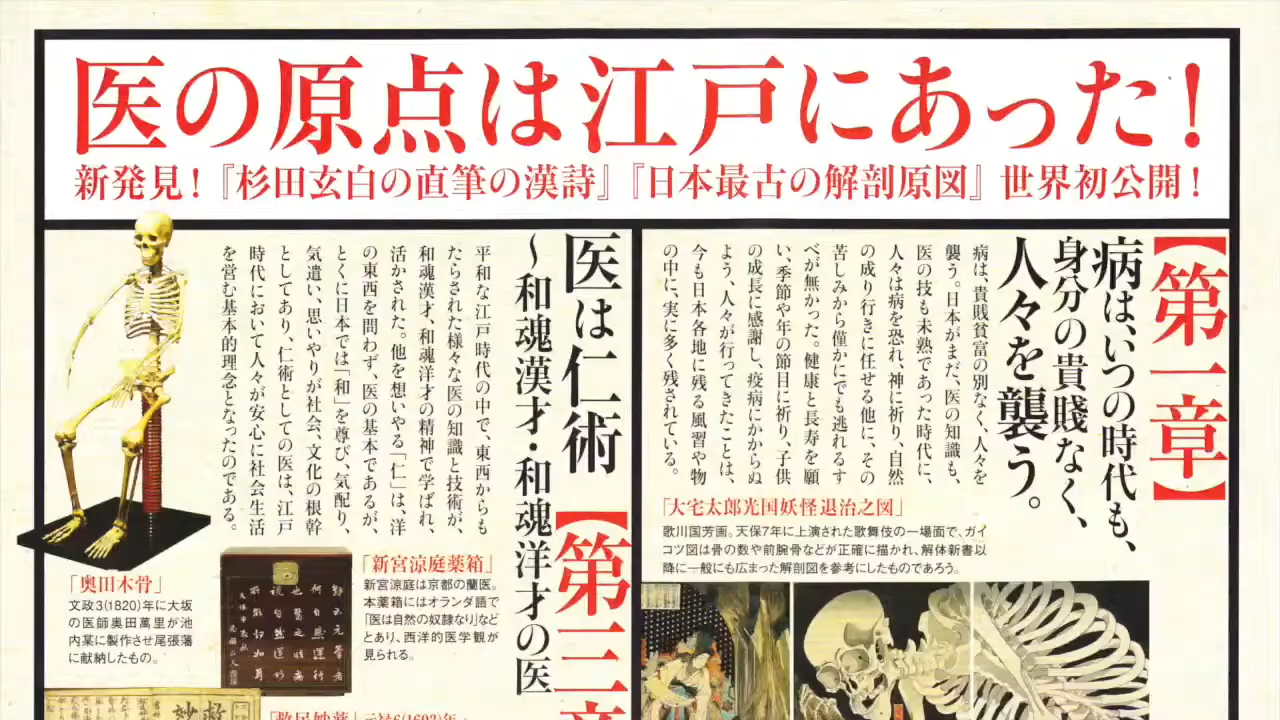 医の原点は江戸にあった!
新発見!『杉田玄白の直筆の漢詩』『日本最古の解剖原図』世界初公開!
【第一章】
病は、いつの時代も、
身分の貴賤なく、
人々を襲う。
病は、貴賤貧富の別なく、人々を
襲う。日本がまだ、医の知識も、
医の技も未熟であった時代に、
人々は病を恐れ、神に祈り、自然
の成り行きに任せる他に、その
苦しみから僅かにでも逃れるす
べが無かった。健康と長寿を願
い、季節や年の節目に祈り、子供
の成長に感謝し、疫病にかからぬ
よう、人々が行ってきたことは、
今も日本各地に残る風習や物
の中に、実に多く残されている。
「大宅太郎光国妖怪退治之図」
歌川国芳画。天保7年に上演された歌舞伎の一場面で、ガイ
コツ図は骨の数や前腕骨などが正確に描かれ、解体新書以
降に一般にも広まった解剖図を参考にしたものであろう。
【第三章
医は仁術
～和魂漢才・和魂洋才の医
平和な江戸時代の中で、東西からも
たらされた様々な医の知識と技術が、
和魂漢才、和魂洋才の精神で学ばれ、
活かされた。他を想いやる「仁」は、洋
の東西を問わず、医の基本であるが、
とくに日本では「和」を尊び、気配り、
気遣い、思いやりが社会、文化の根幹
としてあり、仁術としての医は、江戸
時代において人々が安心に社会生活
を営む基本的理念となったのである。
「奥田木骨」
文政3(1820)年に大坂
の医師奥田萬里が池
内某に製作させ尾張藩
に献納したもの。
「新宮涼庭薬箱」
新宮涼庭は京都の蘭医。
本薬箱にはオランダ語で
「医は自然の奴隷なり」など
とあり、西洋的医学観が
見られる。
「救民妙薬」元禄6(1693)年、